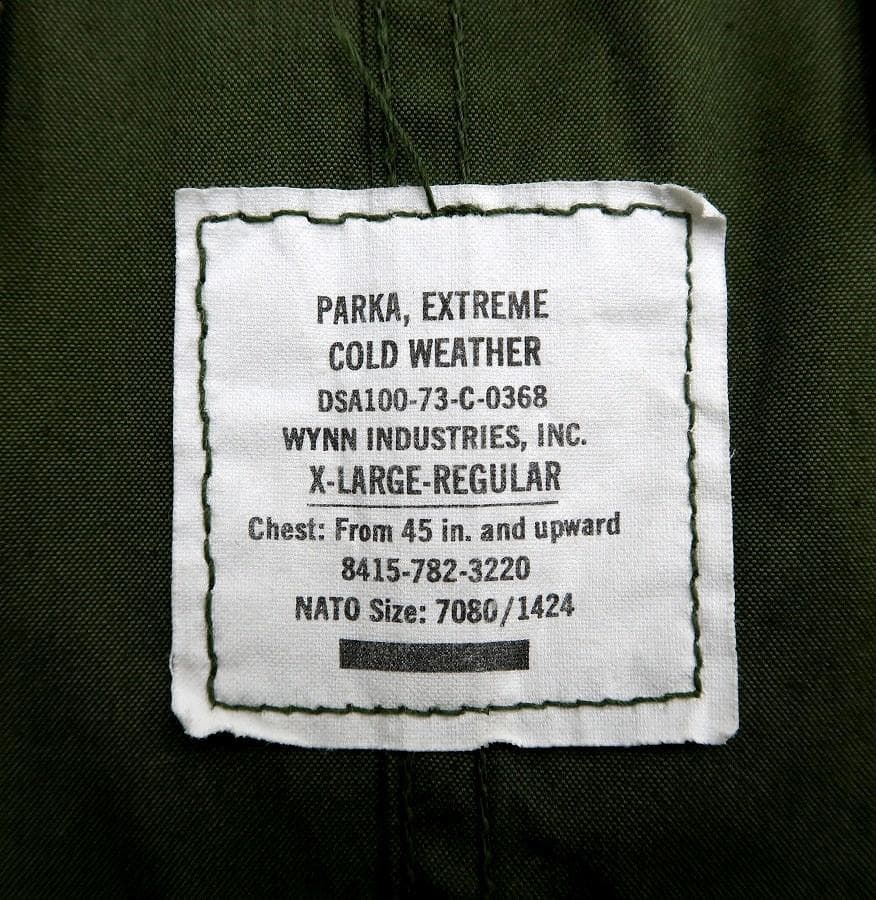 PARKA, EXTREME
COLD WEATHER
DSA100-73-C-0368
WYNN INDUSTRIES, INC.
X-LARGE-REGULAR
Chest: From 45 in. and upward
8415-782-3220
NATO Size: 7080/1424